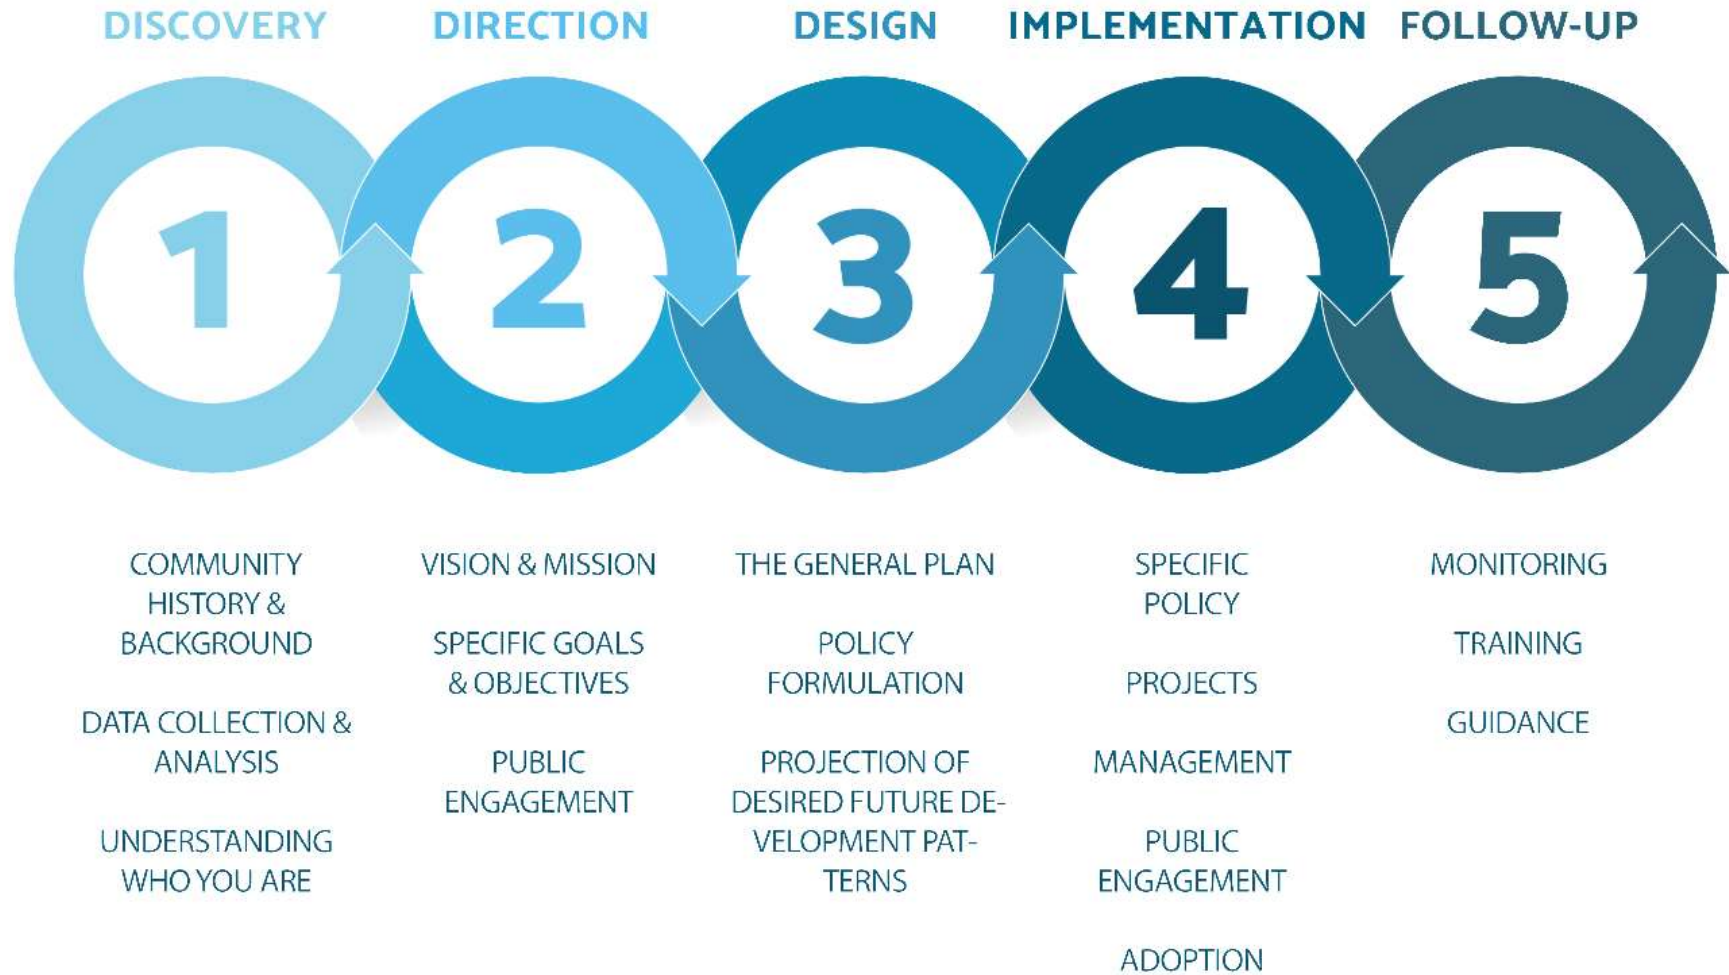 DISCOVERY
DIRECTION
DESIGN
IMPLEMENTATION
FOLLOW-UP
1
2
3
4
5
COMMUNITY
HISTORY &
BACKGROUND
DATA COLLECTION &
ANALYSIS
UNDERSTANDING
WHO YOU ARE
VISION & MISSION
SPECIFIC GOALS
& OBJECTIVES
PUBLIC
ENGAGEMENT
THE GENERAL PLAN
POLICY
FORMULATION
PROJECTION OF
DESIRED FUTURE DE-
VELOPMENT PAT-
TERNS
SPECIFIC
POLICY
PROJECTS
MANAGEMENT
PUBLIC
ENGAGEMENT
ADOPTION
MONITORING
TRAINING
GUIDANCE